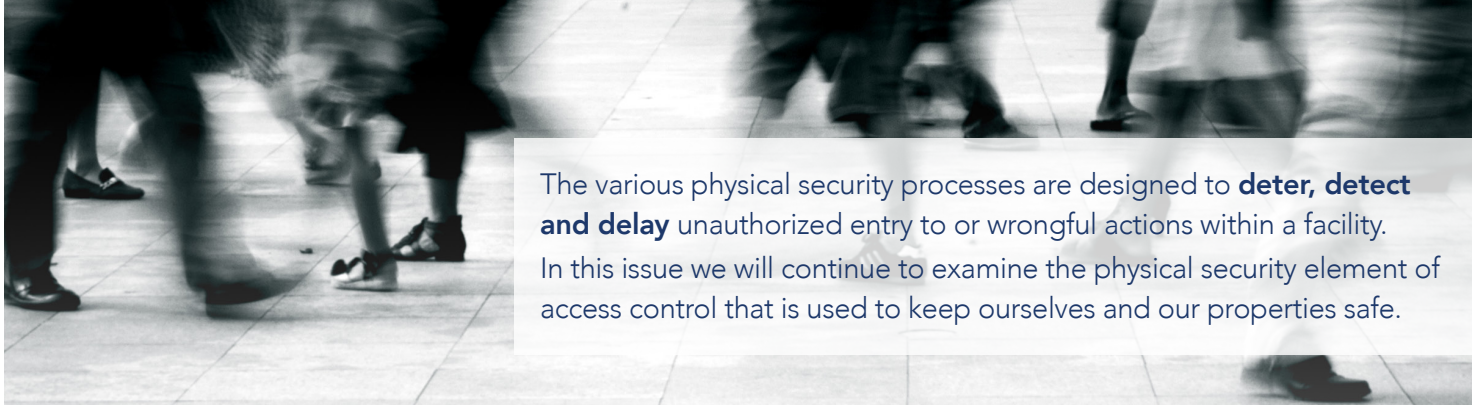 The various physical security processes are designed to deter, detect
and delay unauthorized entry to or wrongful actions within a facility.
In this issue we will continue to examine the physical security element of
access control that is used to keep ourselves and our properties safe.